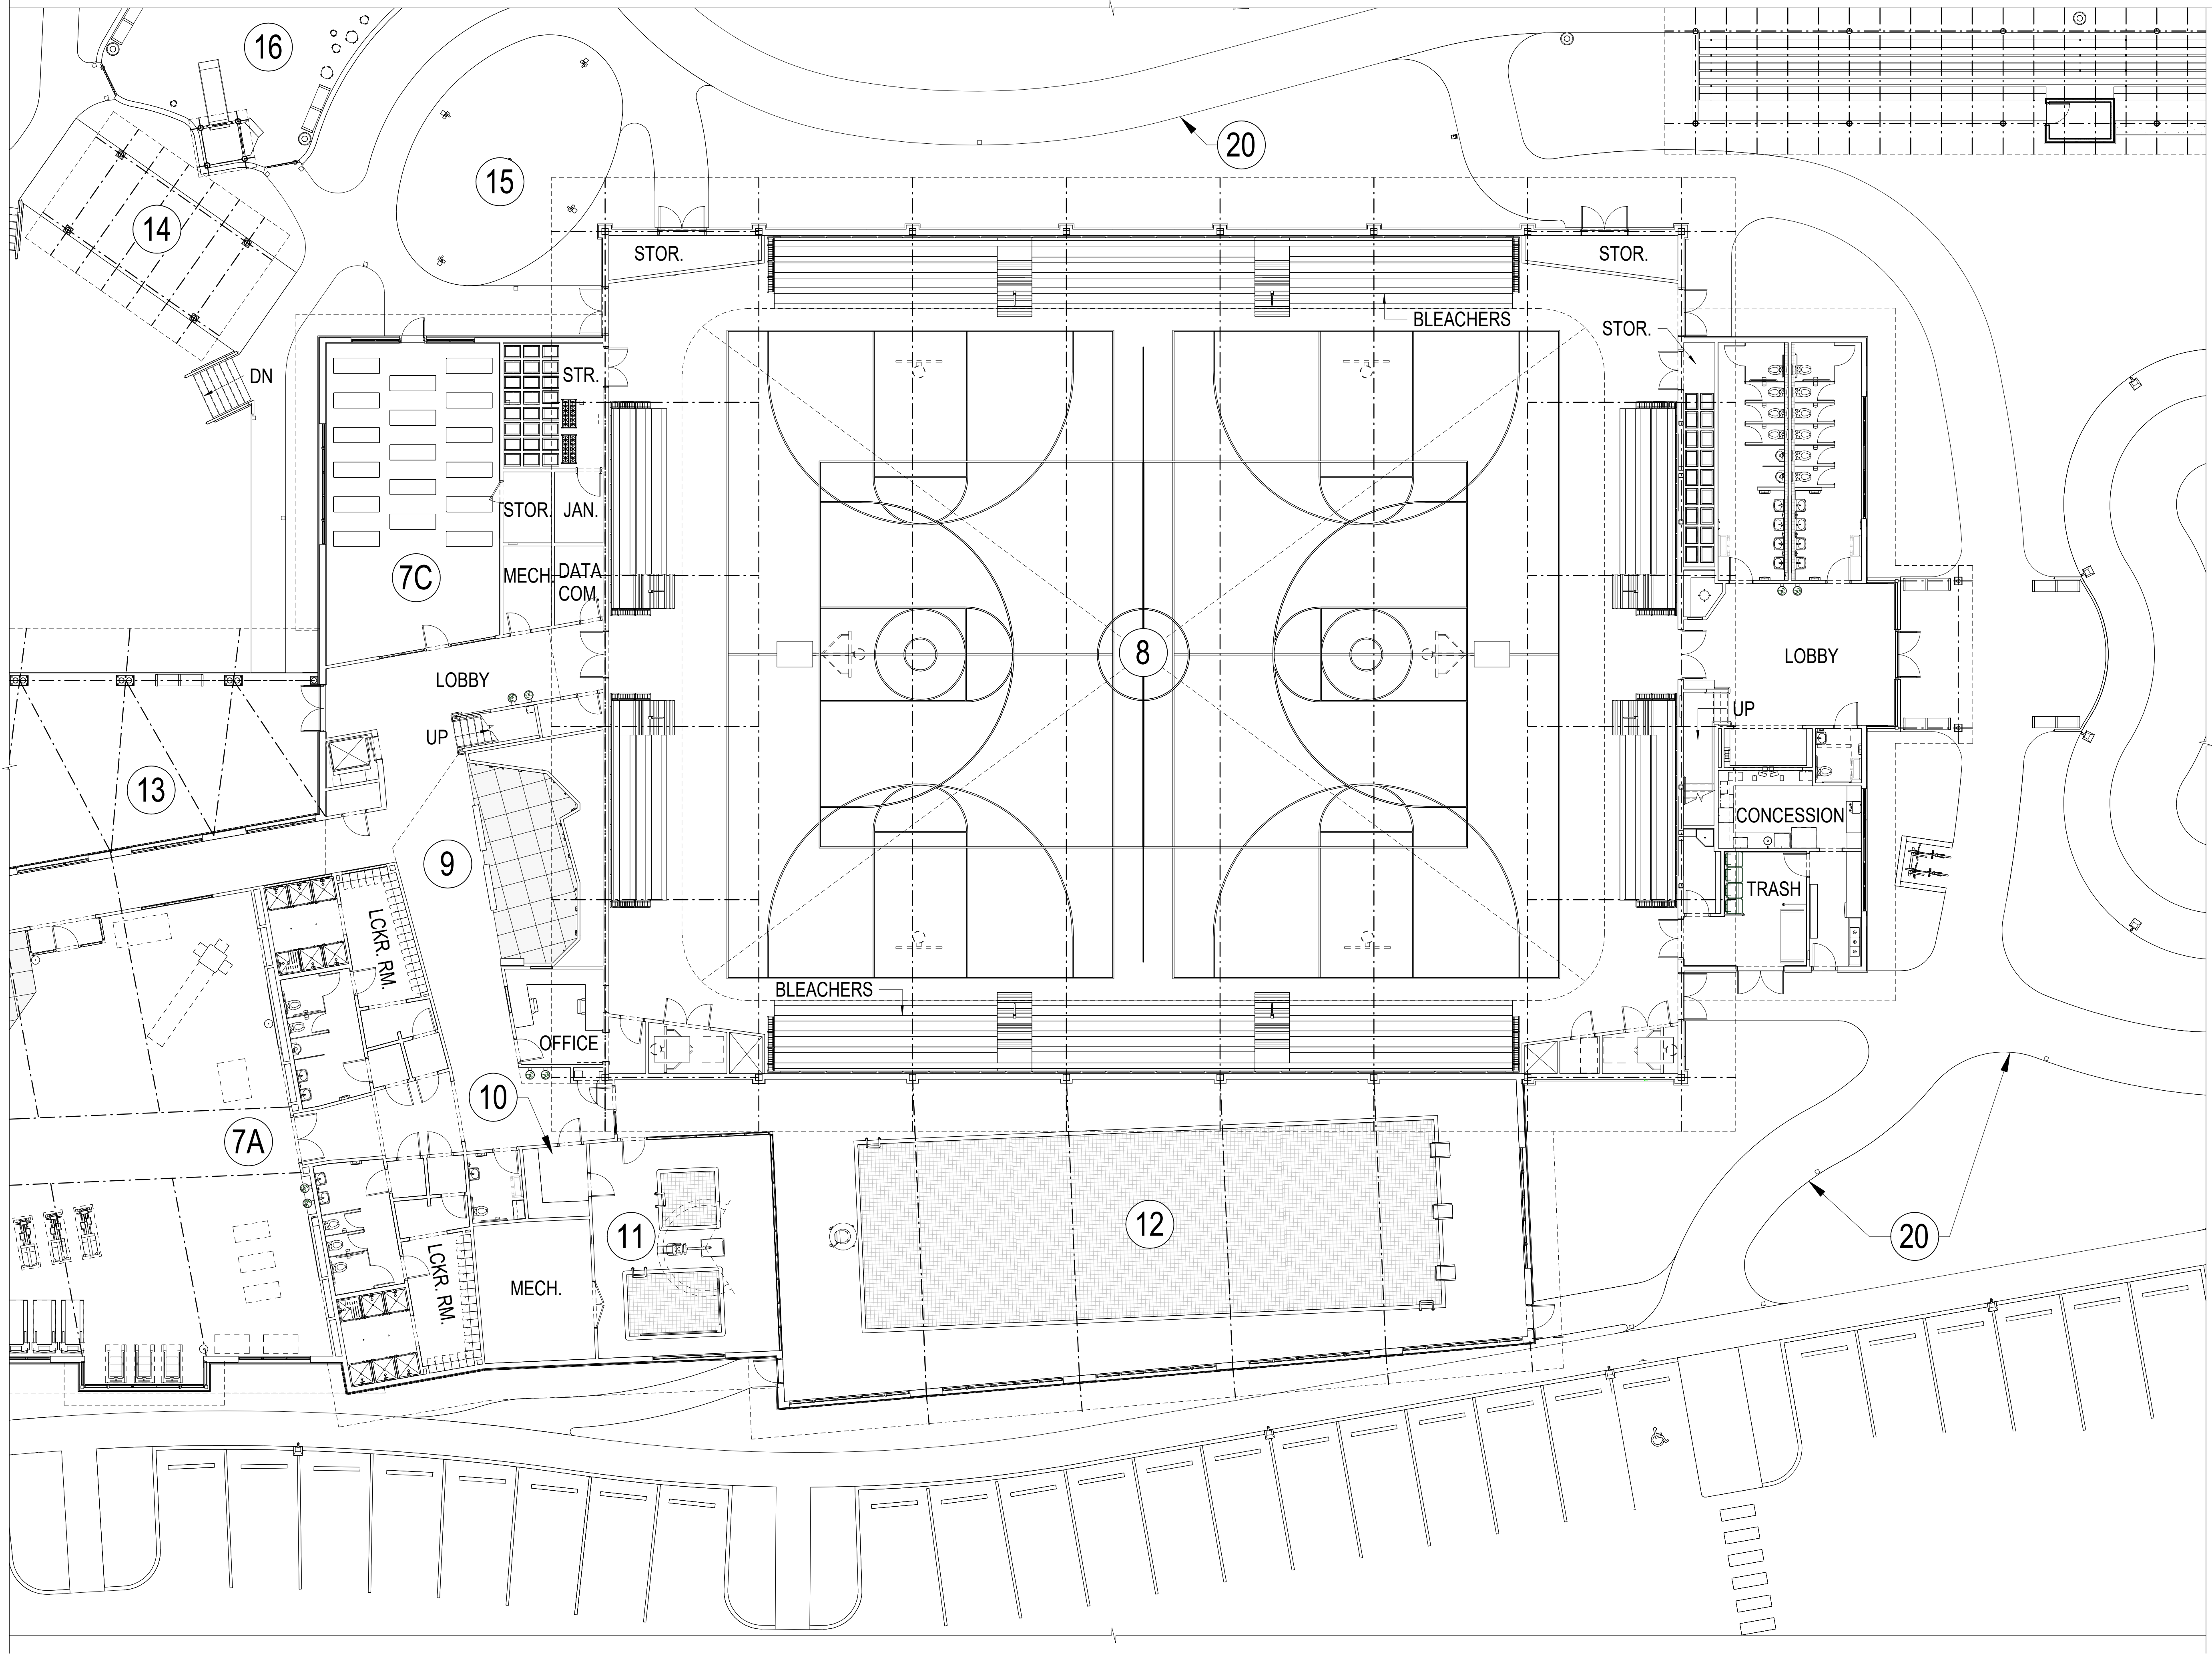 16
20
15
14
STOR.
STOR.
BLEACHERS
STOR.
DN
STR.
STOR.
JAN.
7C
MECH.
DATA
COM.
8
LOBBY
LOBBY
UP
UP
13
CONCESSION
9
TRASH
LCKR. RM.
BLEACHERS
OFFICE
10
7A
12
11
20
LCKR. RM.
MECH.